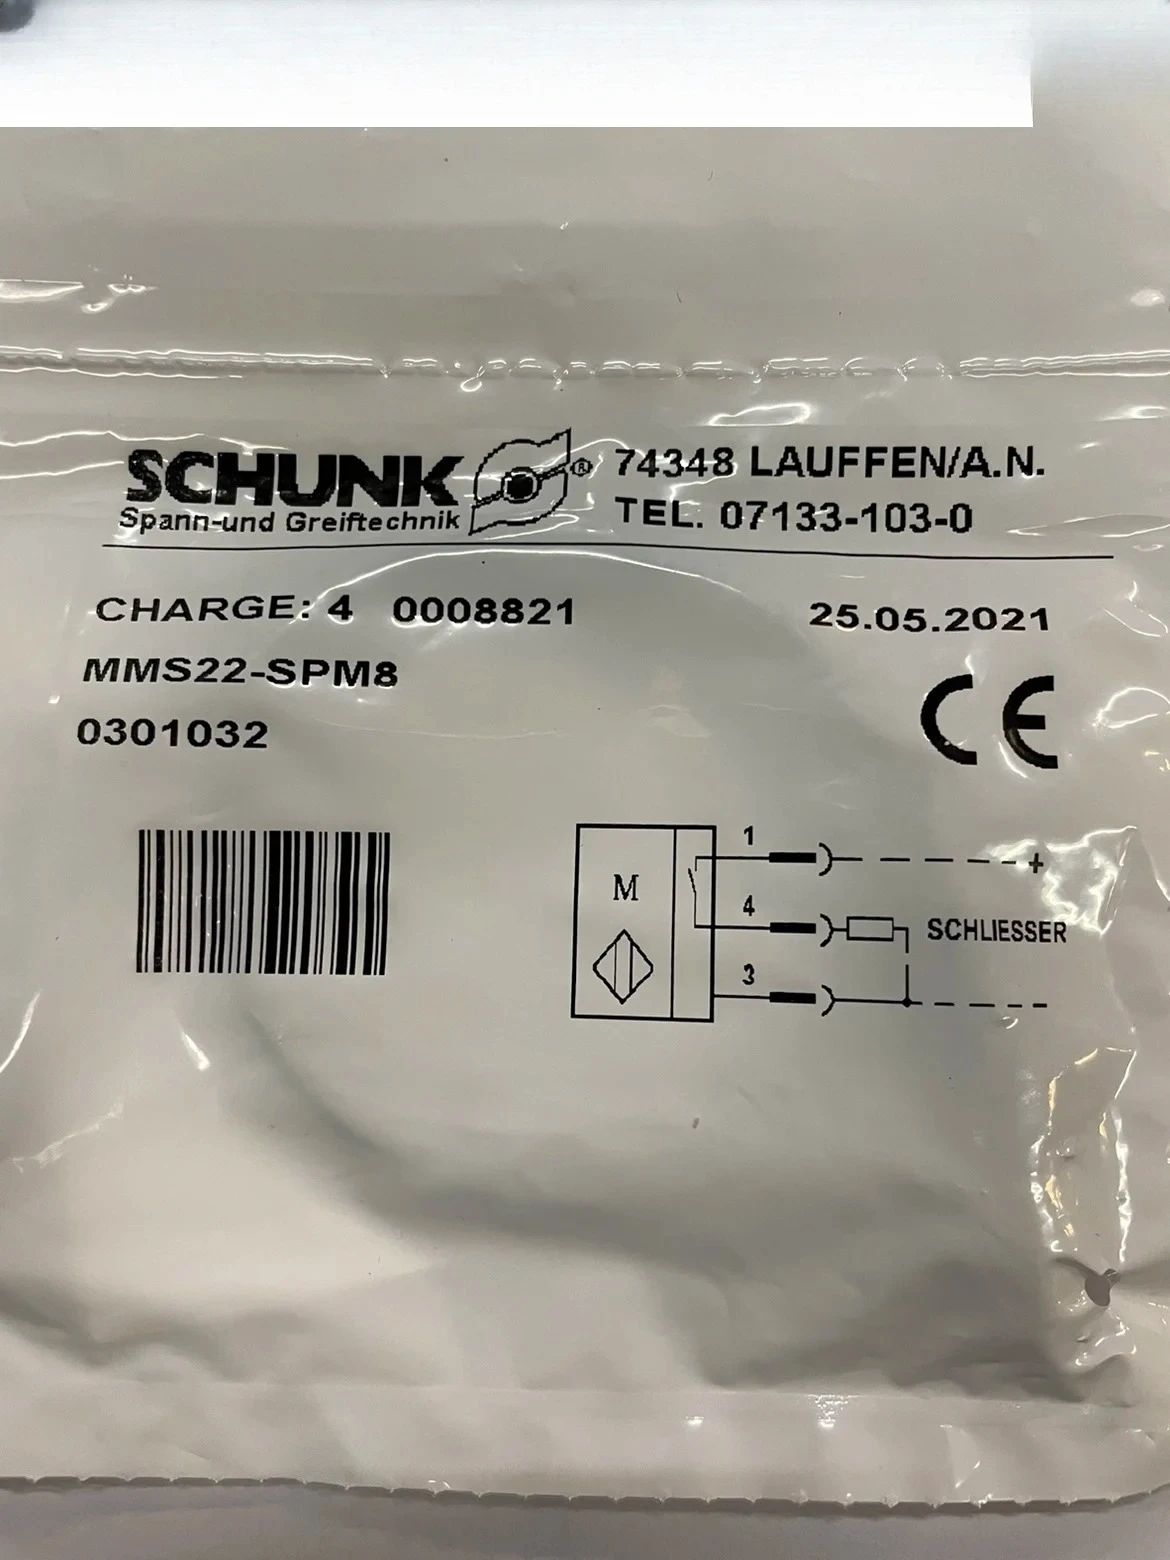 SCHUNK ® 74348 LAUFFEN/A.N.
Spann-und Greiftechnik TEL. 07133-103-0
CHARGE: 4 0008821 25.05.2021
MMS22-SPM8
0301032
CE
M
1 +
4 SCHLIESSER
3 -